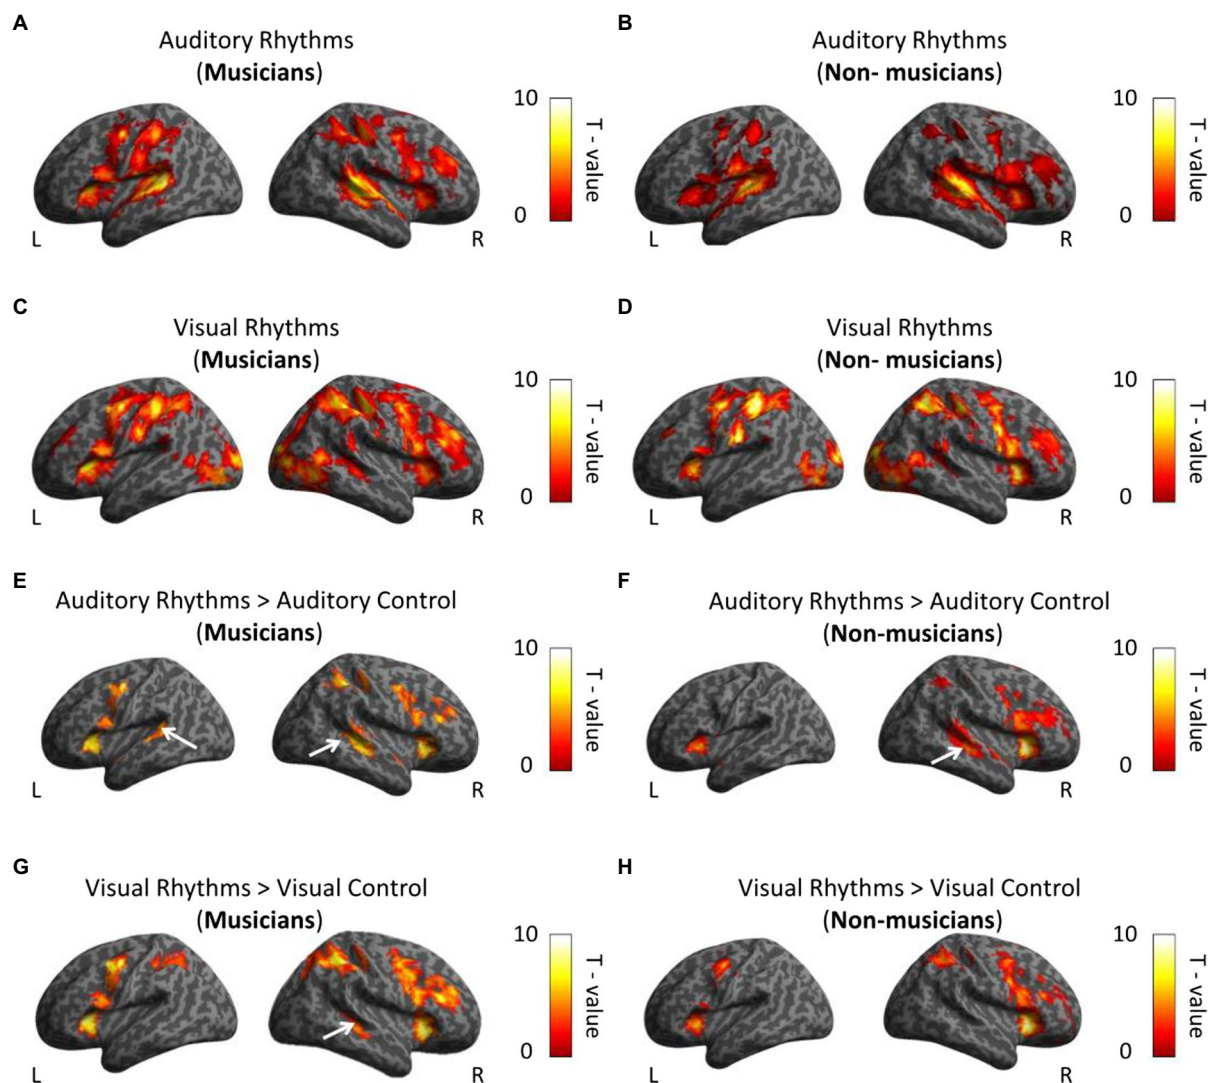 A
Auditory Rhythms
(Musicians)
10
T - value
0
L
R
B
Auditory Rhythms
(Non- musicians)
10
T - value
0
L
R
C
Visual Rhythms
(Musicians)
10
T - value
0
L
R
D
Visual Rhythms
(Non- musicians)
10
T - value
0
L
R
E
Auditory Rhythms > Auditory Control
(Musicians)
10
T - value
0
L
R
F
Auditory Rhythms > Auditory Control
(Non-musicians)
10
T - value
0
L
R
G
Visual Rhythms > Visual Control
(Musicians)
10
T - value
0
L
R
H
Visual Rhythms > Visual Control
(Non-musicians)
10
T - value
0
L
R